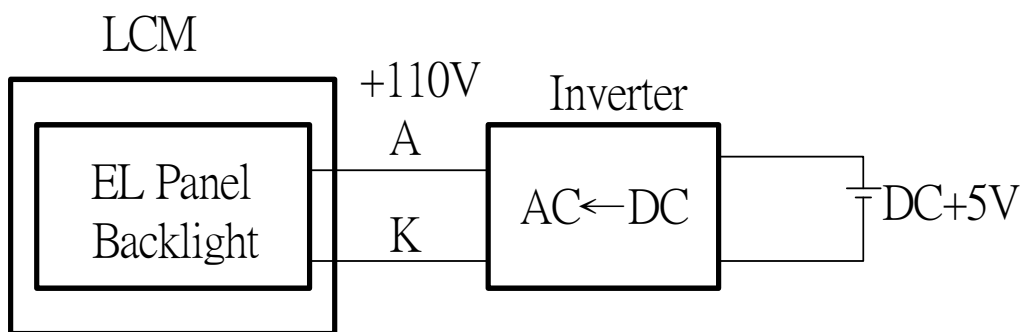 LCM
+110V
Inverter
A
EL Panel
Backlight
AC←DC
DC+5V
K